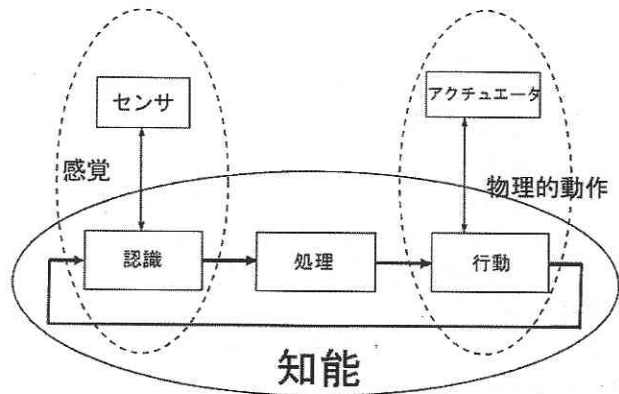 センサ
アクチュエータ
感覚
物理的動作
認識
処理
行動
知能